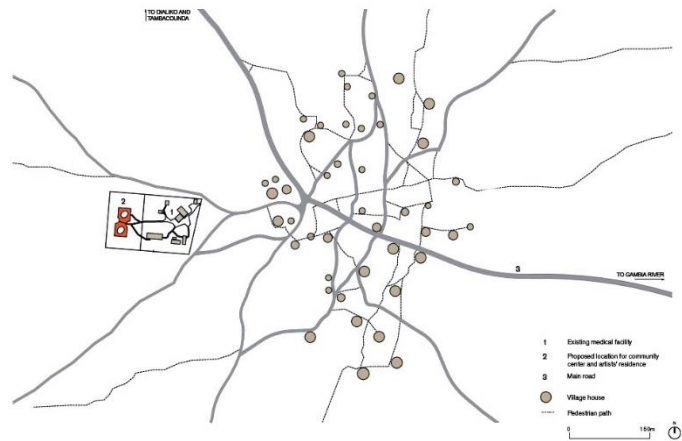 TO DIALIKO AND
TAMBACOUNDA
2
1
3
TO GAMBIA RIVER
1 Existing medical facility
2 Proposed location for community
center and artists' residence
3 Main road
Village house
Pedestrian path
0 150m
N